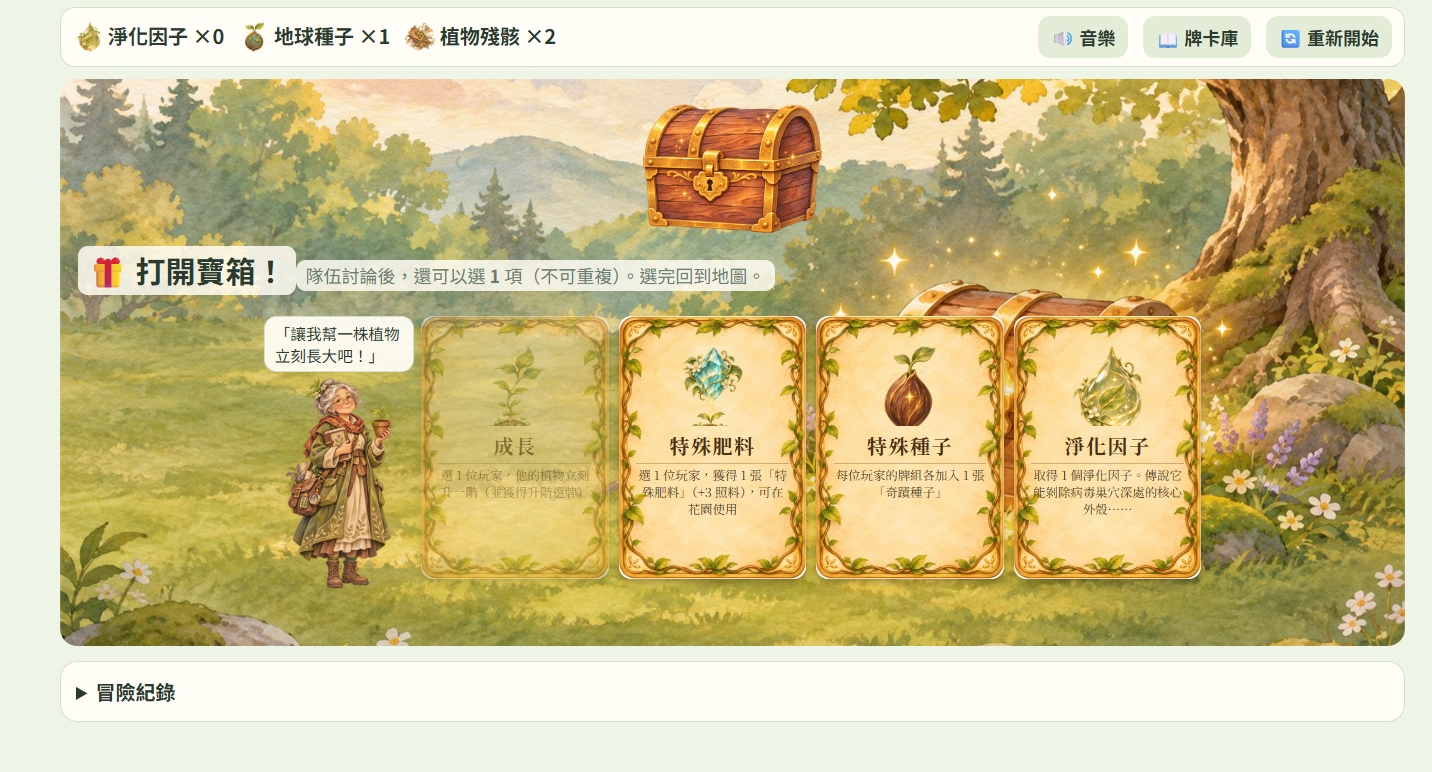 淨化因子 ×0 地球種子 ×1 植物殘骸 ×2 音樂 牌卡庫 重新開始
打開寶箱！ 隊伍討論後，還可以選 1 項（不可重複）。選完回到地圖。
「讓我幫一株植物
立刻長大吧！」
成長
選 1 位玩家，他的植物立刻
升一階（並獲得升階選牌）
特殊肥料
選 1 位玩家，獲得 1 張「特
殊肥料」（+3 照料），可在
花園使用
特殊種子
每位玩家的牌組各加入 1 張
「奇蹟種子」
淨化因子
取得 1 個淨化因子。傳說它
能剝除病毒巢穴深處的核心
外殼……
▶ 冒險紀錄